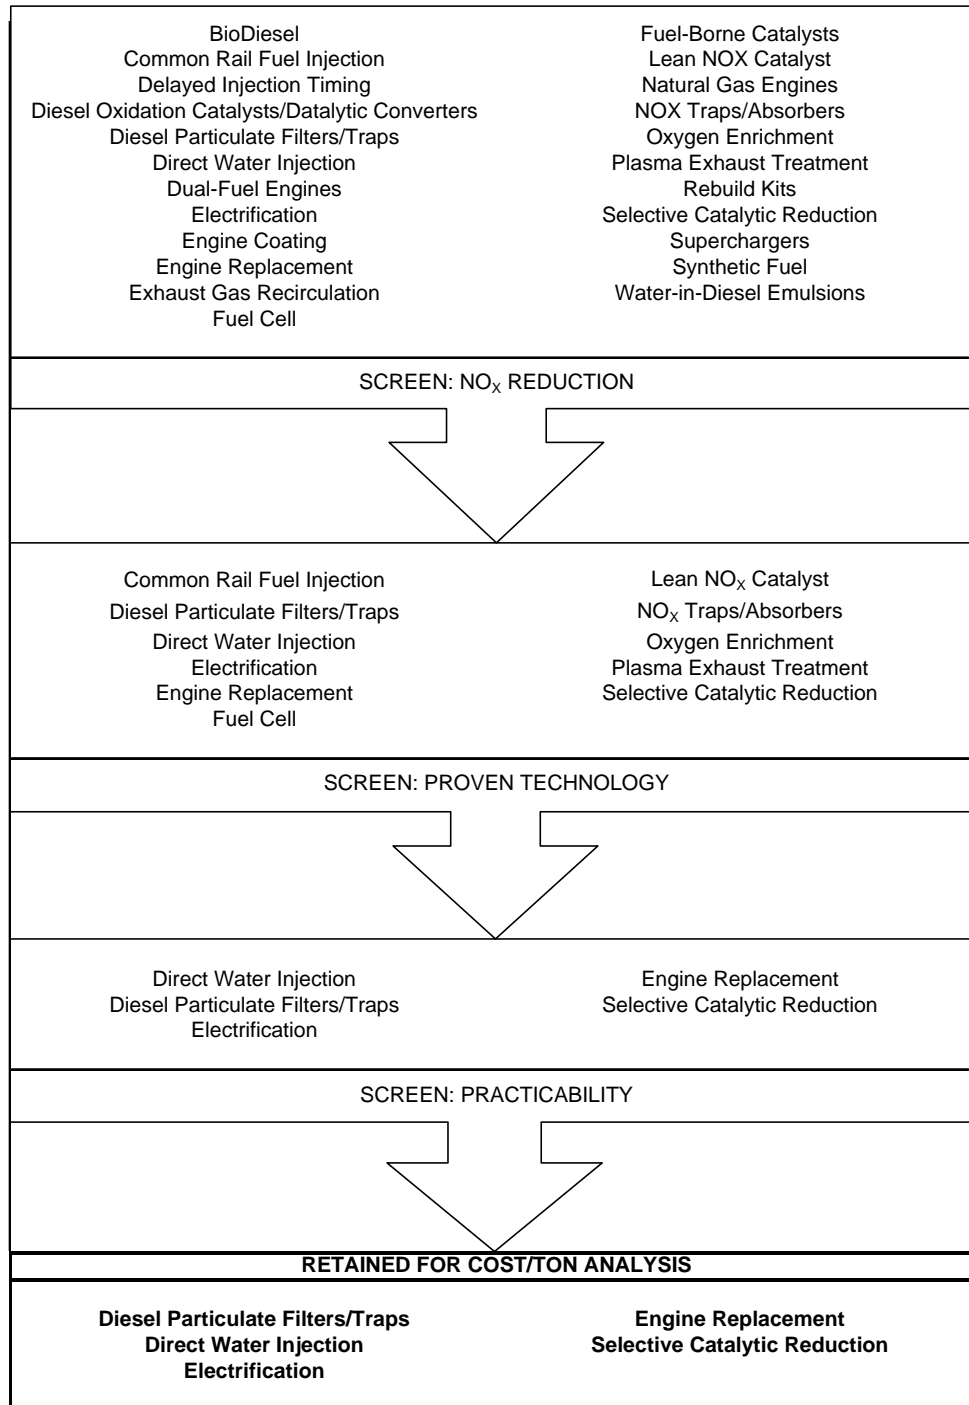 BioDiesel
Common Rail Fuel Injection
Delayed Injection Timing
Diesel Oxidation Catalysts/Datalytic Converters
Diesel Particulate Filters/Traps
Direct Water Injection
Dual-Fuel Engines
Electrification
Engine Coating
Engine Replacement
Exhaust Gas Recirculation
Fuel Cell
Fuel-Borne Catalysts
Lean NOX Catalyst
Natural Gas Engines
NOX Traps/Absorbers
Oxygen Enrichment
Plasma Exhaust Treatment
Rebuild Kits
Selective Catalytic Reduction
Superchargers
Synthetic Fuel
Water-in-Diesel Emulsions
SCREEN: NOX REDUCTION
Common Rail Fuel Injection
Diesel Particulate Filters/Traps
Direct Water Injection
Electrification
Engine Replacement
Fuel Cell
Lean NOX Catalyst
NOX Traps/Absorbers
Oxygen Enrichment
Plasma Exhaust Treatment
Selective Catalytic Reduction
SCREEN: PROVEN TECHNOLOGY
Direct Water Injection
Diesel Particulate Filters/Traps
Electrification
Engine Replacement
Selective Catalytic Reduction
SCREEN: PRACTICABILITY
RETAINED FOR COST/TON ANALYSIS
Diesel Particulate Filters/Traps
Direct Water Injection
Electrification
Engine Replacement
Selective Catalytic Reduction